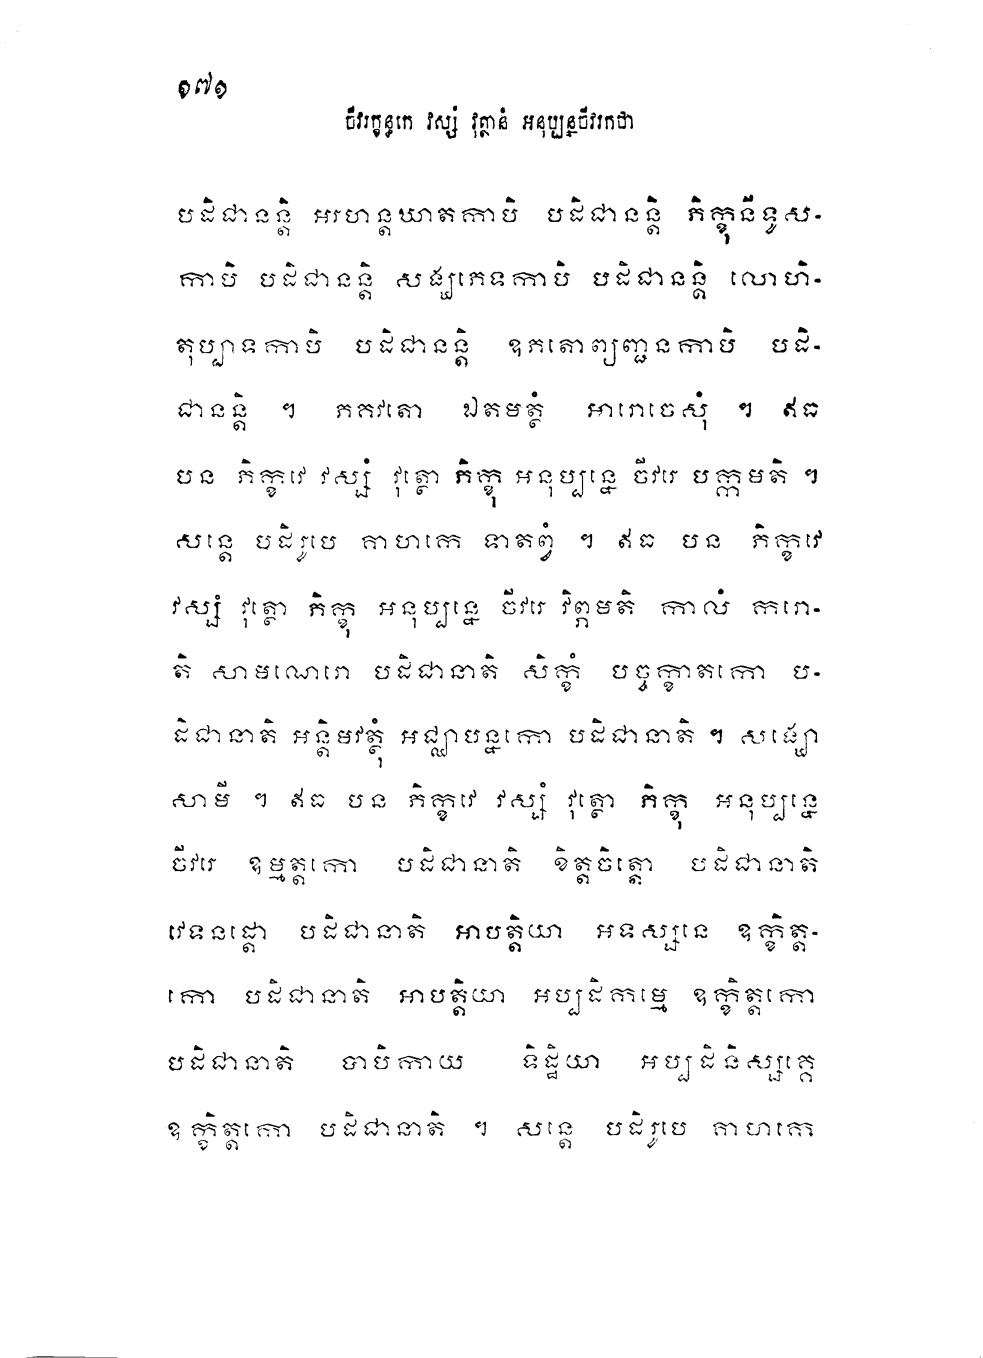 ១៧១
ចីវរក្ខន្ធកេ វស្សំ វុត្ថានំ អនុប្បន្នចីវរកថា
បដិជានន្តិ អរហន្តឃាតកាបិ បដិជានន្តិ ភិក្ខុនីទូស-
កាបិ បដិជានន្តិ សង្ឃភេទកាបិ បដិជានន្តិ លោហិ-
តុប្បាទកាបិ បដិជានន្តិ ឧភតោព្យញ្ជនកាបិ បដិ-
ជានន្តិ ។ ភគវតោ ឯតមត្ថំ អារោចេសុំ ។ ឥធ
បន ភិក្ខវេ វស្សំ វុត្ថោ ភិក្ខុ អនុប្បន្នេ ចីវរេ បក្កមតិ ។
សន្តេ បដិរូបេ គាហកេ ទាតព្វំ ។ ឥធ បន ភិក្ខវេ
វស្សំ វុត្ថោ ភិក្ខុ អនុប្បន្នេ ចីវរេ វិព្ភមតិ កាលំ ករោ-
តិ សាមណេរោ បដិជានាតិ សិក្ខំ បច្ចក្ខាតកោ ប-
ដិជានាតិ អន្តិមវត្ថុំ អជ្ឈាបន្នកោ បដិជានាតិ ។ សង្ឃោ
សាមី ។ ឥធ បន ភិក្ខវេ វស្សំ វុត្ថោ ភិក្ខុ អនុប្បន្នេ
ចីវរេ ឧម្មត្តកោ បដិជានាតិ ខិត្តចិត្តោ បដិជានាតិ
វេទនដ្តោ បដិជានាតិ អាបត្តិយា អទស្សនេ ឧក្ខិត្ត-
កោ បដិជានាតិ អាបត្តិយា អប្បដិកម្មេ ឧក្ខិត្តកោ
បដិជានាតិ បាបិកាយ ទិដ្ឋិយា អប្បដិនិស្សគ្គេ
ឧក្ខិត្តកោ បដិជានាតិ ។ សន្តេ បដិរូបេ គាហកេ